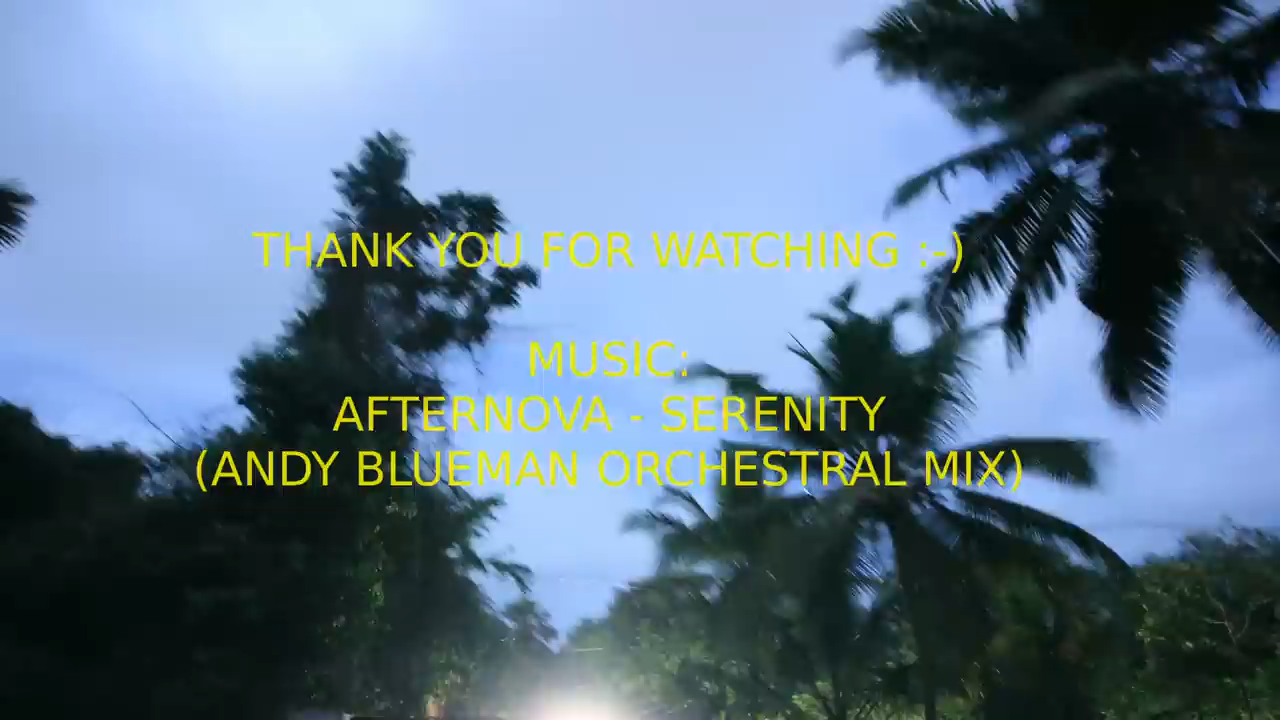 THANK YOU FOR WATCHING :-)
MUSIC:
AFTERNOVA - SERENITY
(ANDY BLUEMAN ORCHESTRAL MIX)